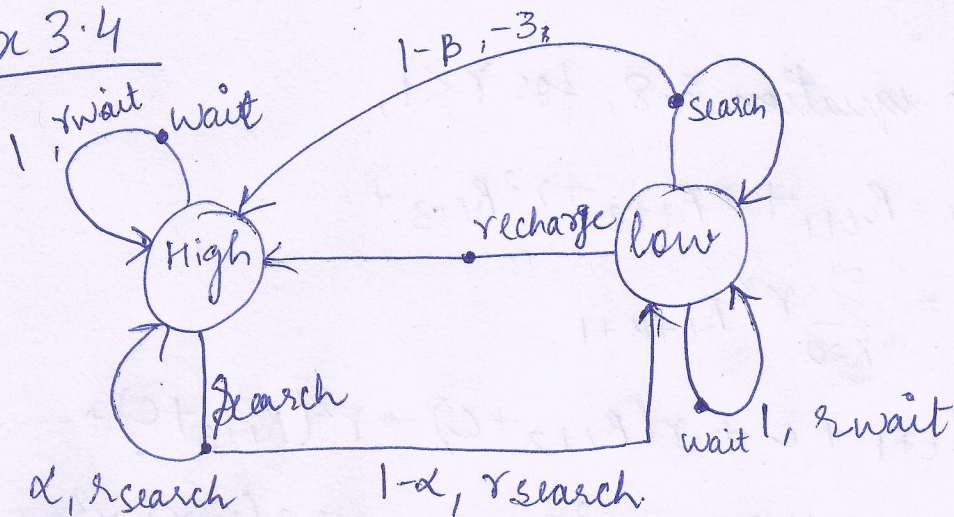 x 3.4
1-β, -3
1, rwait
wait
search
High
recharge
low
search
wait 1, rwait
α, rsearch
1-α, rsearch.